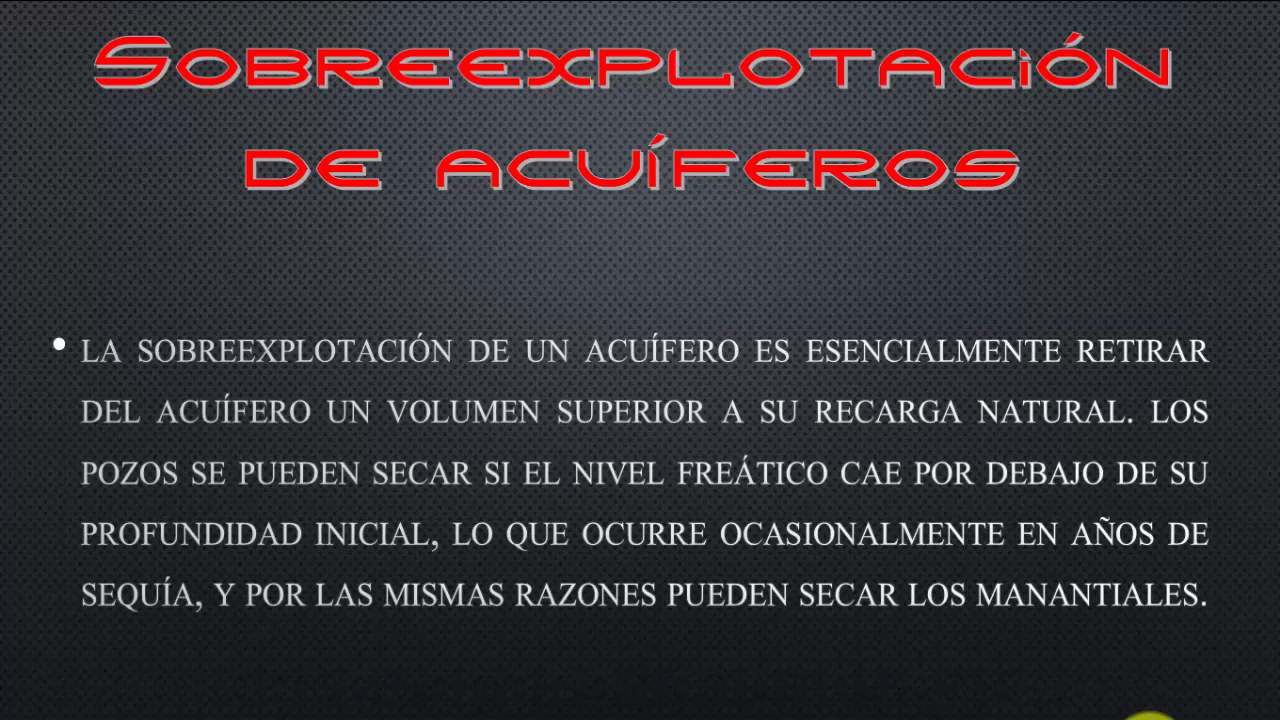 Sobreexplotación
de acuíferos
• LA SOBREEXPLOTACIÓN DE UN ACUÍFERO ES ESENCIALMENTE RETIRAR
DEL ACUÍFERO UN VOLUMEN SUPERIOR A SU RECARGA NATURAL. LOS
POZOS SE PUEDEN SECAR SI EL NIVEL FREÁTICO CAE POR DEBAJO DE SU
PROFUNDIDAD INICIAL, LO QUE OCURRE OCASIONALMENTE EN AÑOS DE
SEQUÍA, Y POR LAS MISMAS RAZONES PUEDEN SECAR LOS MANANTIALES.